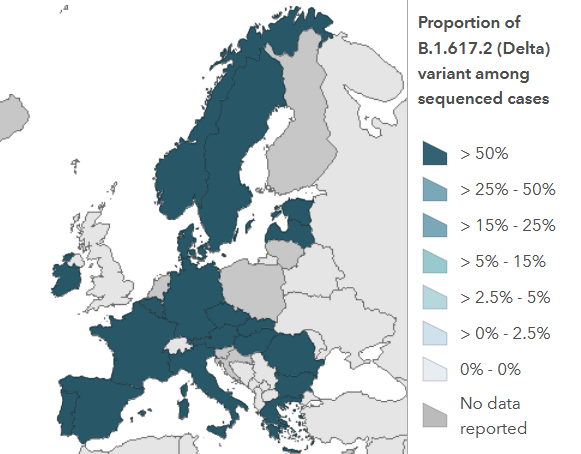 Proportion of
B.1.617.2 (Delta)
variant among
sequenced cases
> 50%
> 25% - 50%
> 15% - 25%
> 5% - 15%
> 2.5% - 5%
> 0% - 2.5%
0% - 0%
No data
reported